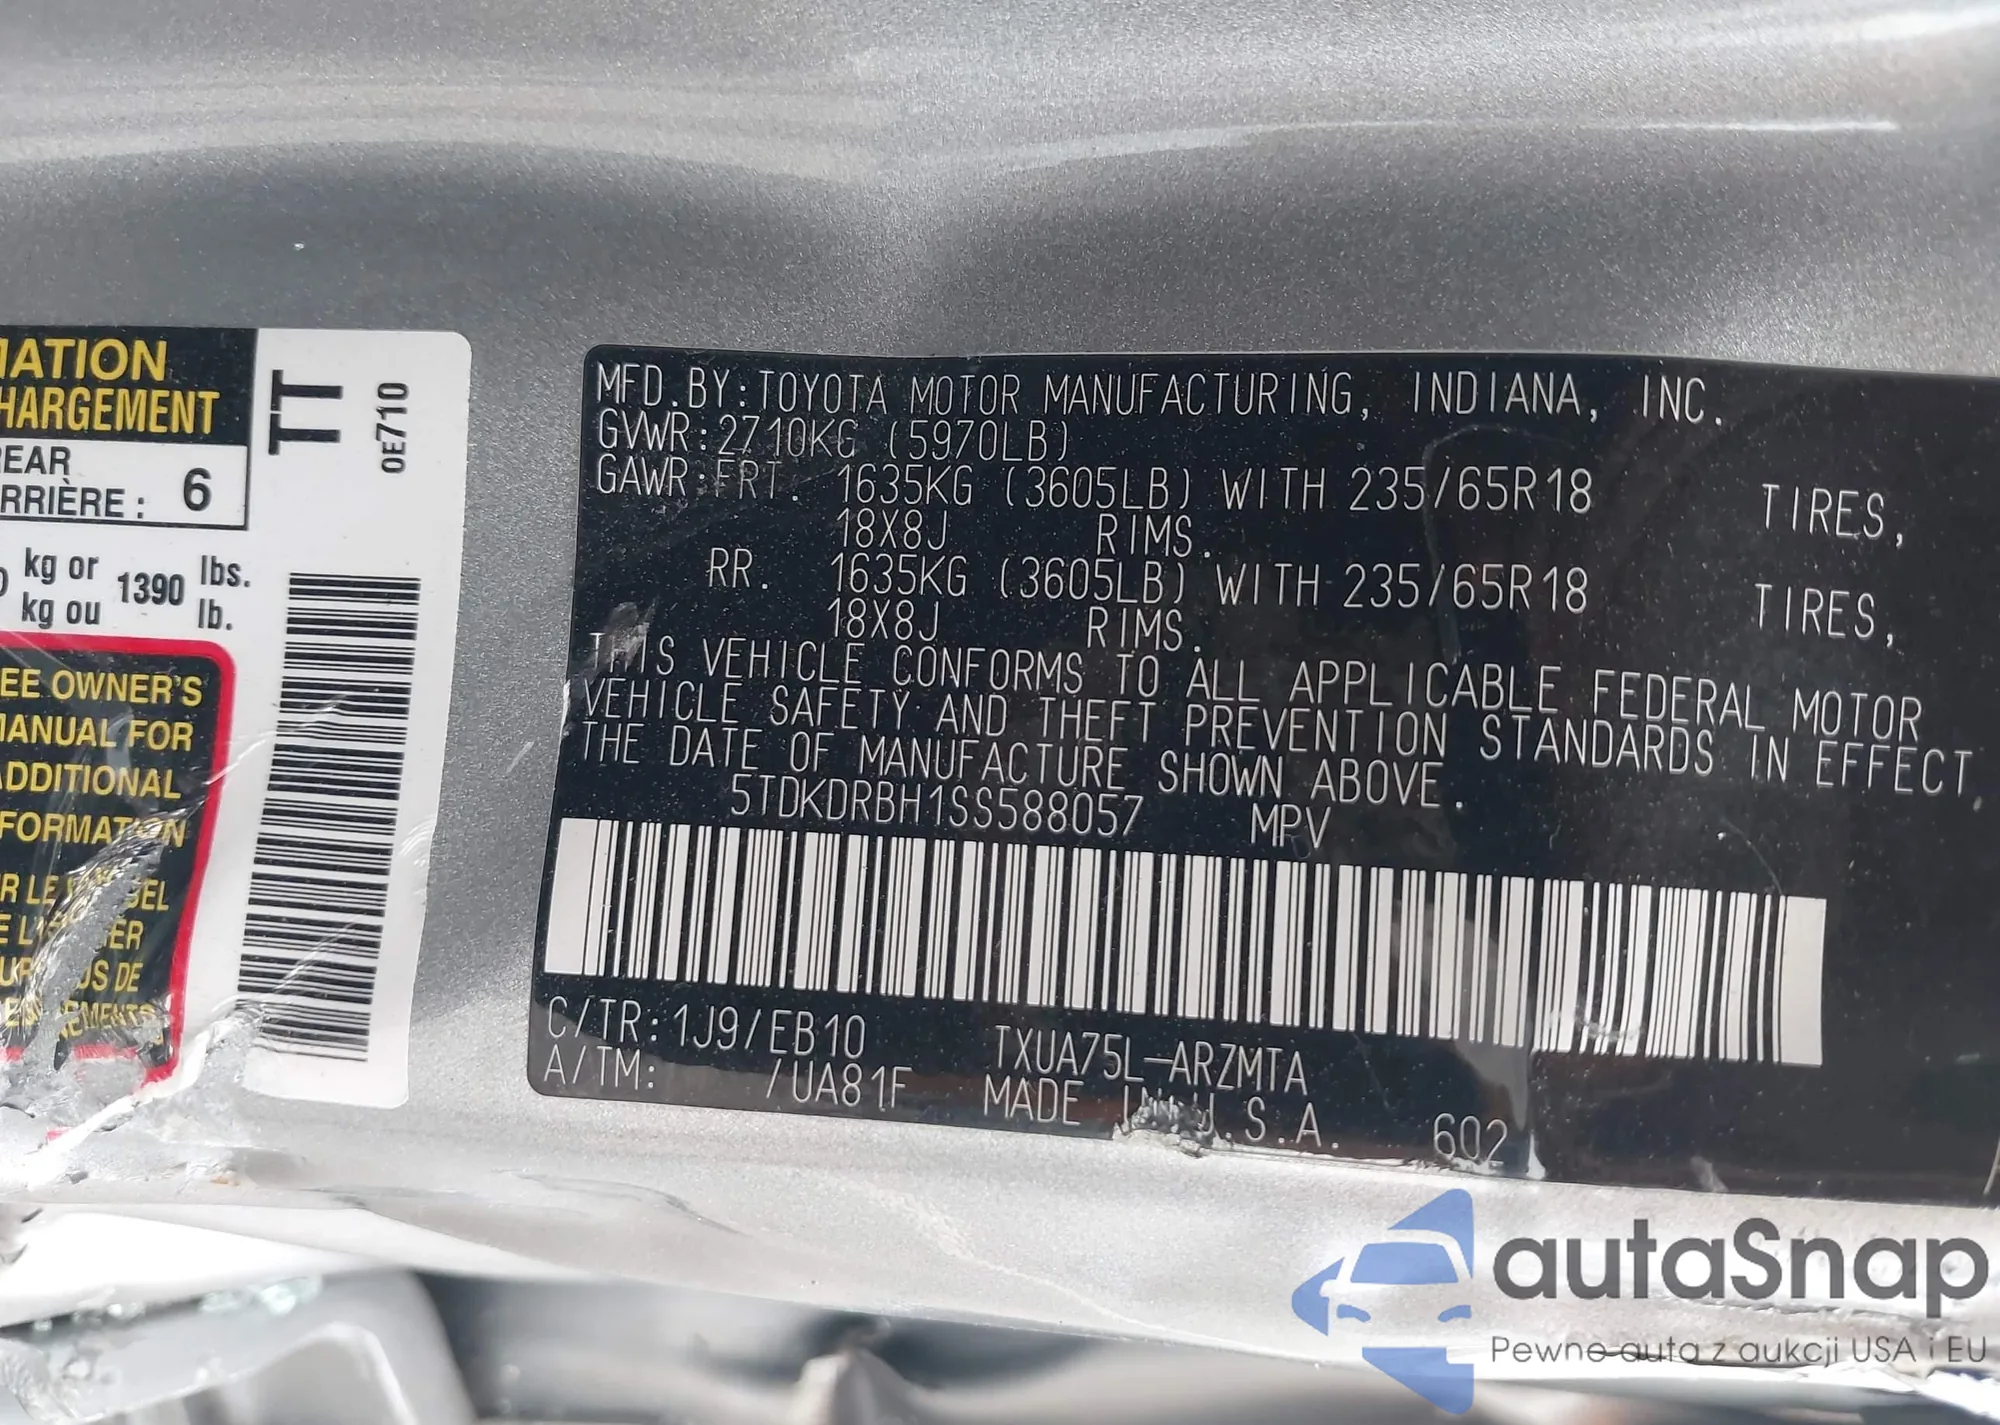 MATION
HARGEMENT
REAR
RRIÈRE : 6
kg or 1390 lbs.
kg ou lb.
EE OWNER'S
MANUAL FOR
ADDITIONAL
FORMATION
TT
0E710
MFD.BY:TOYOTA MOTOR MANUFACTURING, INDIANA, INC.
GVWR:2710KG (5970LB)
GAWR:FRT. 1635KG (3605LB) WITH 235/65R18 TIRES,
18X8J RIMS.
RR. 1635KG (3605LB) WITH 235/65R18 TIRES,
18X8J RIMS.
THIS VEHICLE CONFORMS TO ALL APPLICABLE FEDERAL MOTOR
VEHICLE SAFETY AND THEFT PREVENTION STANDARDS IN EFFECT
THE DATE OF MANUFACTURE SHOWN ABOVE.
5TDKDRBH1SS588057 MPV
C/TR:1J9/EB10 TXUA75L-ARZMTA
A/TM: /UA81F MADE IN U.S.A. 602
autaSnap
Pewne auta z aukcji USA i EU